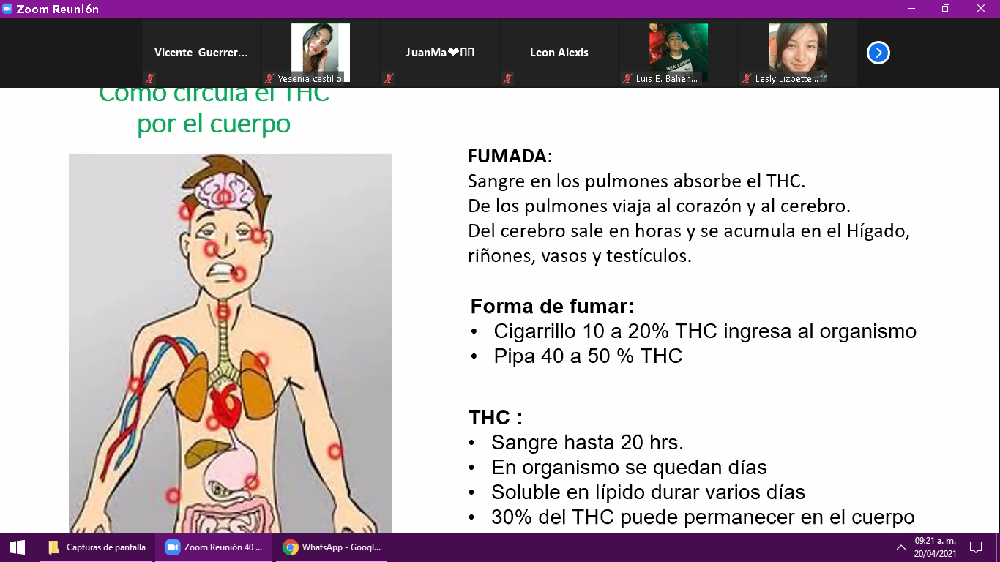 Zoom Reunión
Vicente Guerrer...
Yesenia castillo
JuanMa❤
Leon Alexis
Luis E. Bahen...
Lesly Lizbette...
Como circula el THC
por el cuerpo
FUMADA:
Sangre en los pulmones absorbe el THC.
De los pulmones viaja al corazón y al cerebro.
Del cerebro sale en horas y se acumula en el Hígado,
riñones, vasos y testículos.
Forma de fumar:
• Cigarrillo 10 a 20% THC ingresa al organismo
• Pipa 40 a 50 % THC
THC :
• Sangre hasta 20 hrs.
• En organismo se quedan días
• Soluble en lípido durar varios días
• 30% del THC puede permanecer en el cuerpo
Capturas de pantalla
Zoom Reunión 40 ...
WhatsApp - Googl...
09:21 a. m.
20/04/2021